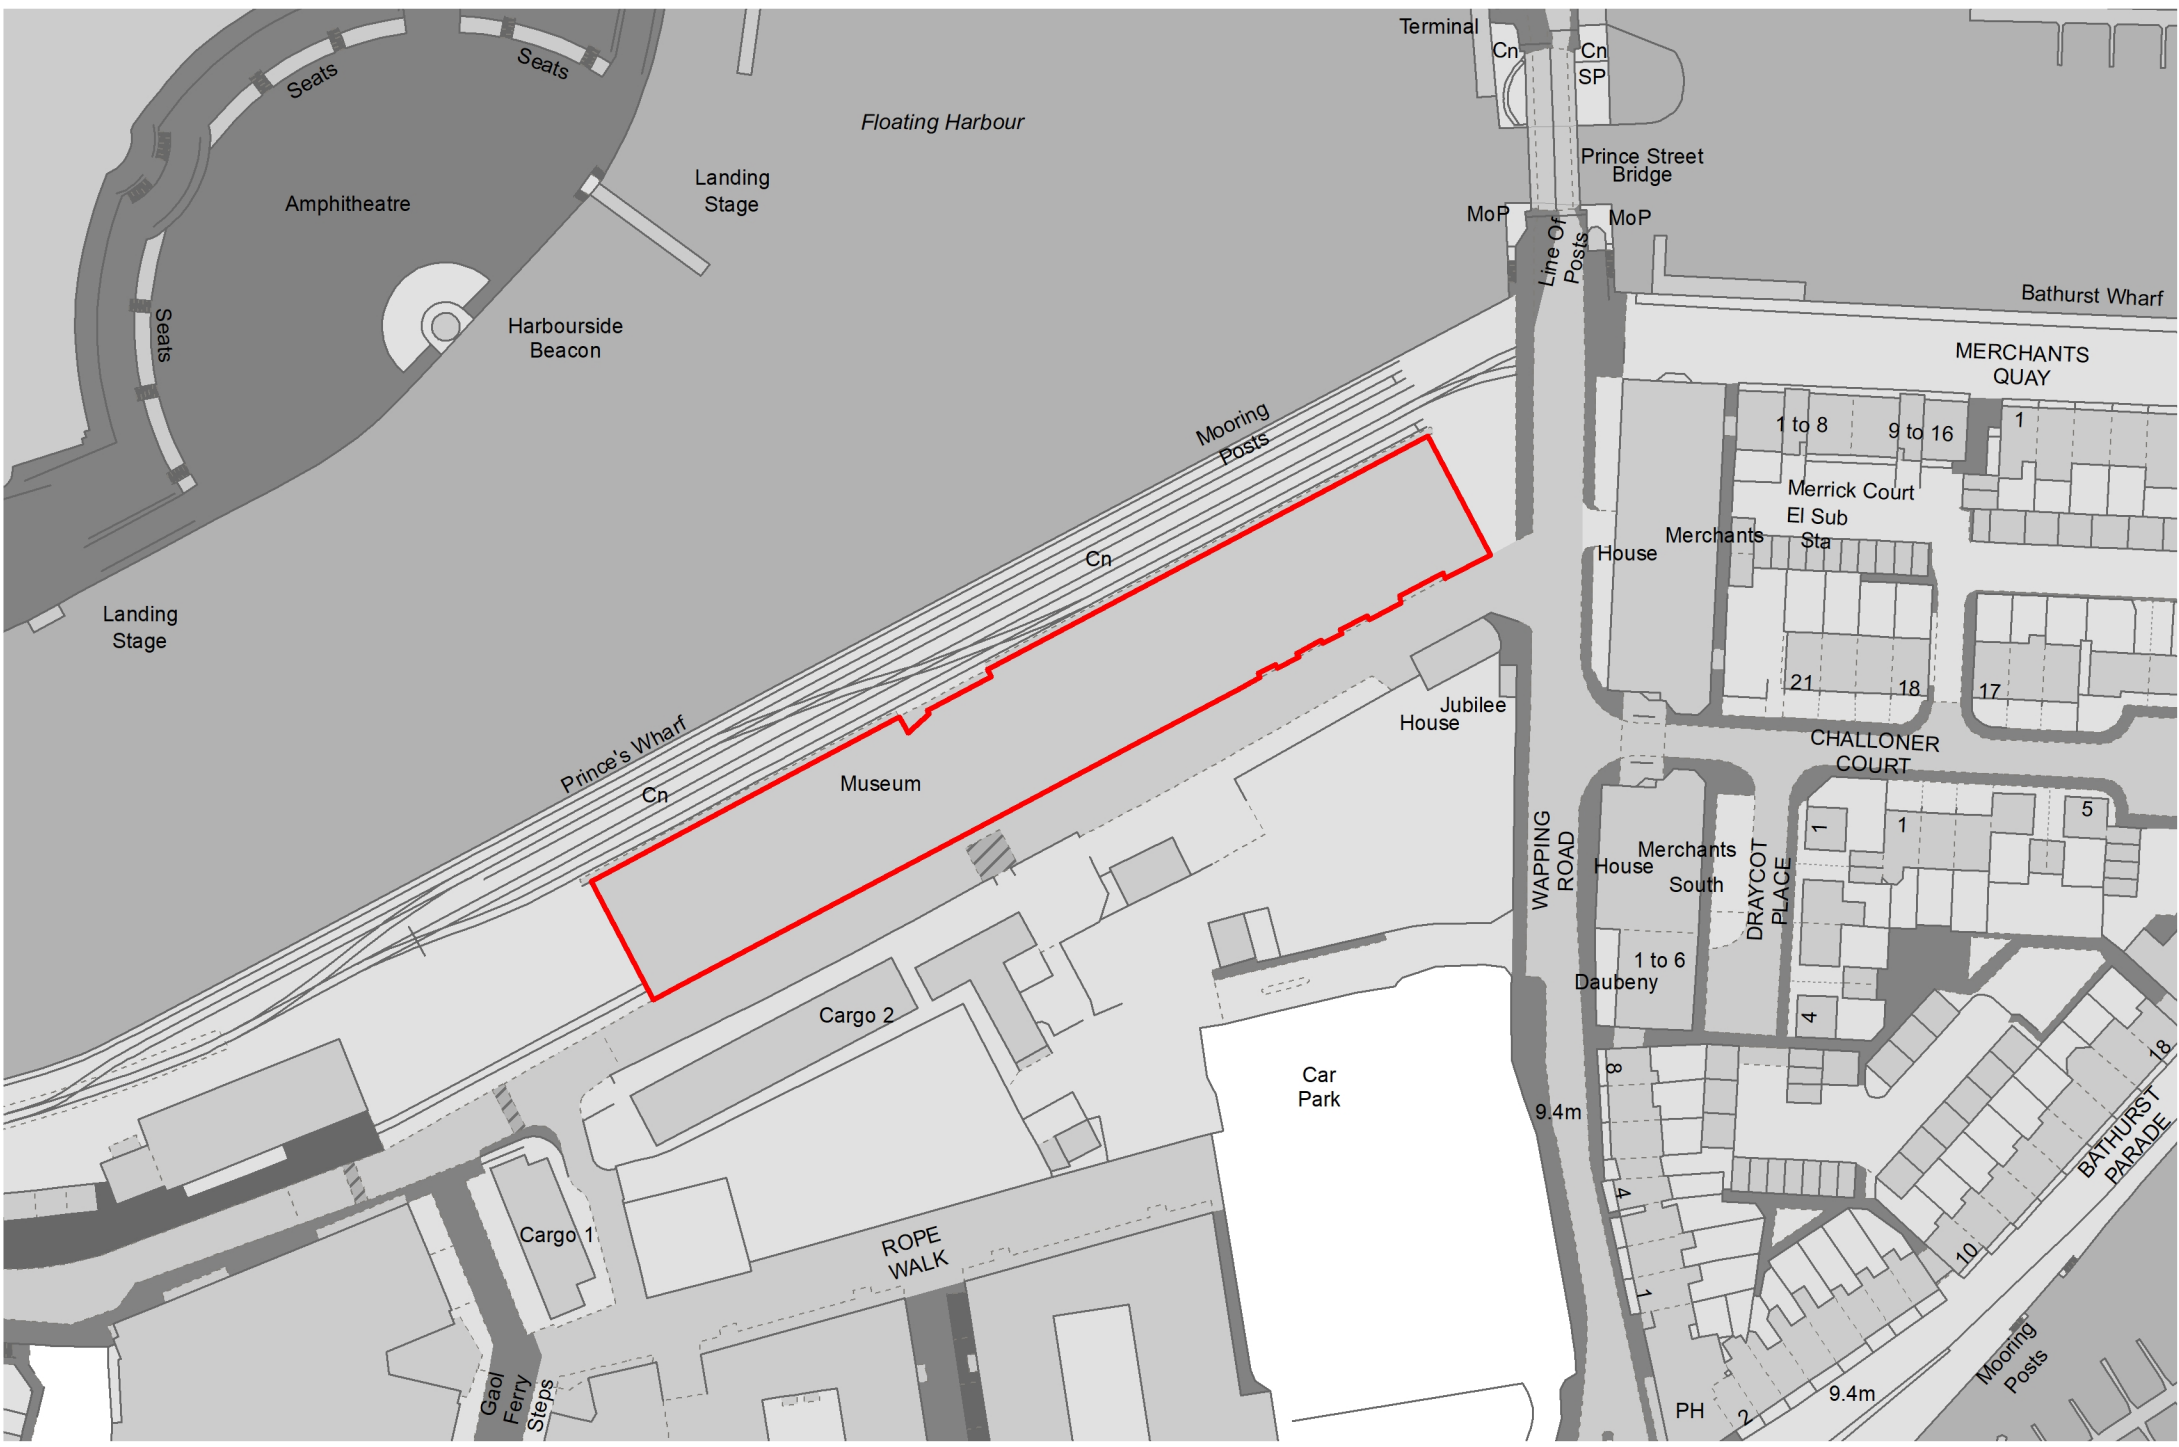 Terminal
Cn
Cn
SP
Seats
Seats
Floating Harbour
Prince Street
Bridge
Landing
Stage
Amphitheatre
MoP
MoP
Line Of
Posts
Bathurst Wharf
Seats
Harbourside
Beacon
MERCHANTS
QUAY
Mooring
Posts
1 to 8
9 to 16
1
Merrick Court
El Sub
Sta
Merchants
House
Cn
Landing
Stage
21
18
17
Jubilee
House
Prince's Wharf
CHALLONER
COURT
Museum
Cn
WAPPING
ROAD
Merchants
House
South
DRAYCOT
PLACE
1
1
5
1 to 6
Daubeny
4
Cargo 2
Car
Park
8
18
9.4m
BATHURST
PARADE
4
Cargo 1
ROPE
WALK
10
1
Mooring
Posts
Gaol
Ferry
Steps
9.4m
PH
2